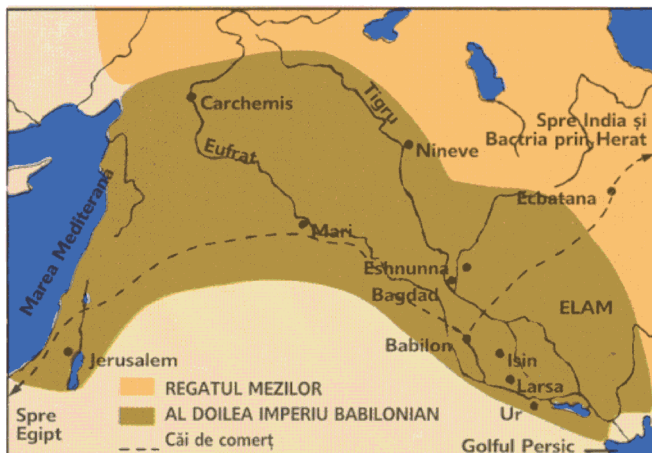 Carchemis
Tigru
Spre India și
Bactria prin Herat
Nineve
Eufrat
Ecbatana
Marea Mediterană
Mari
Eshnunna
Bagdad
ELAM
Babilon
Isin
Jerusalem
Larsa
REGATUL MEZILOR
AL DOILEA IMPERIU BABILONIAN
Ur
Spre
Egipt
Căi de comerț
Golful Persic